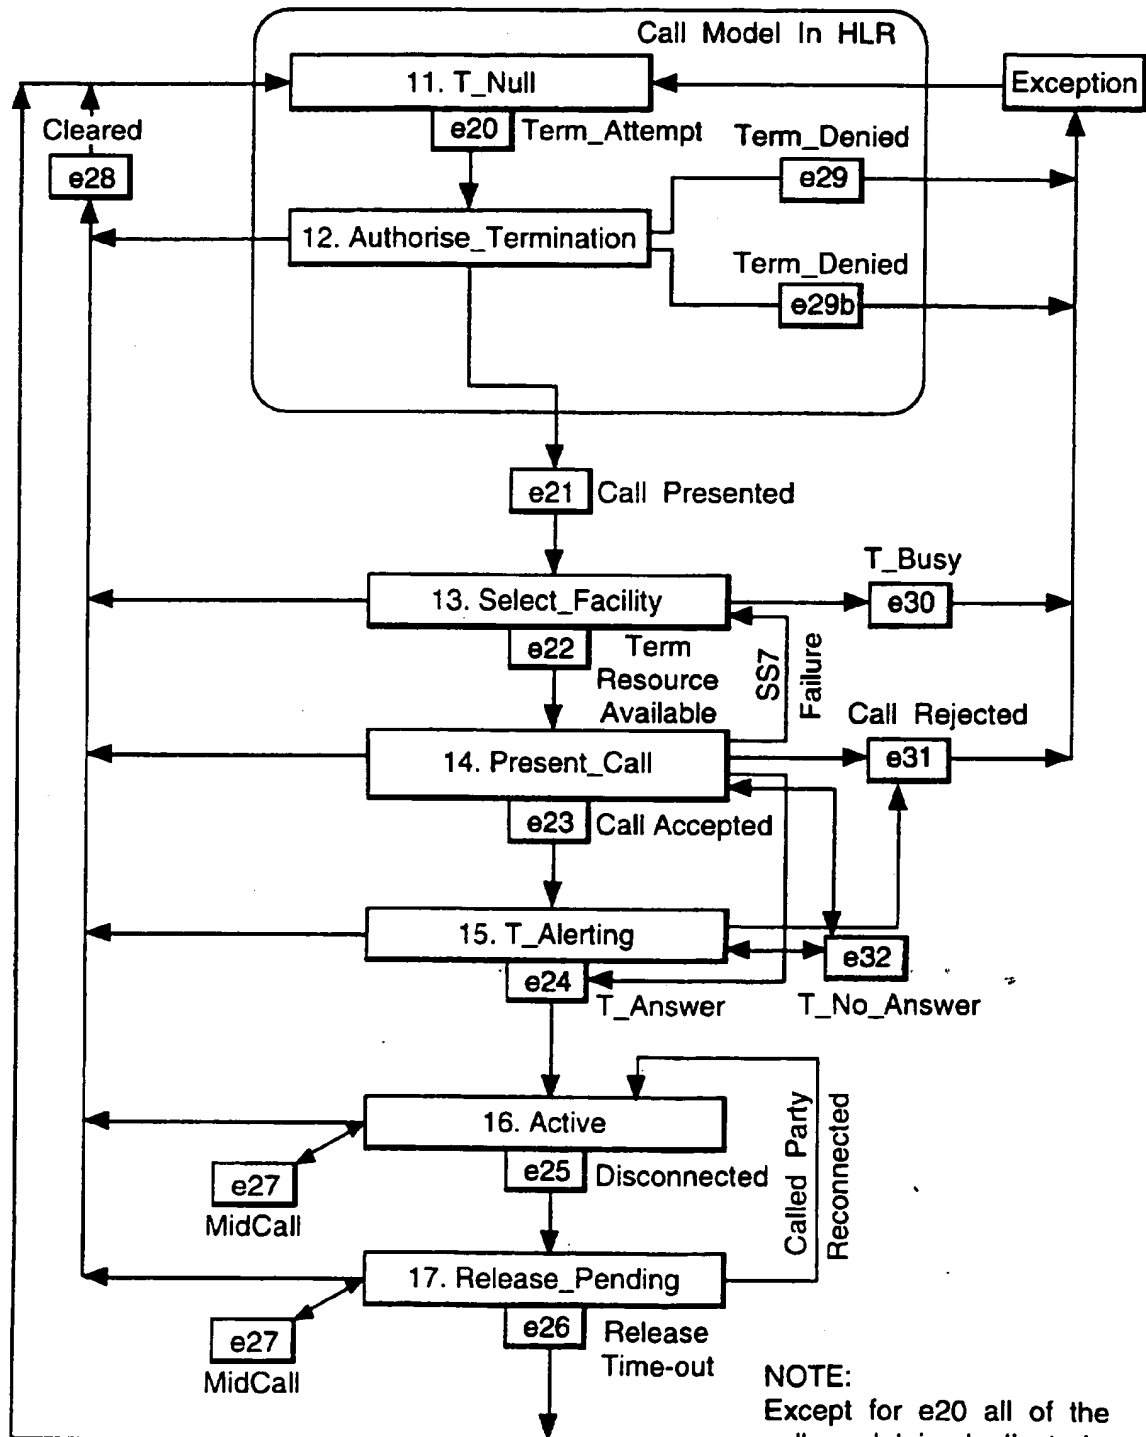 Call Model In HLR
11. T_Null
Exception
e20 Term_Attempt
Cleared
e28
Term_Denied
e29
12. Authorise_Termination
Term_Denied
e29b
e21 Call Presented
T_Busy
13. Select_Facility
e30
e22
Term
Resource
Available
SS7
Failure
Call Rejected
14. Present_Call
e31
e23 Call Accepted
15. T_Alerting
e32
e24
T_Answer
T_No_Answer
16. Active
e25 Disconnected
Called Party
Reconnected
e27
MidCall
17. Release_Pending
e26
Release
Time-out
e27
MidCall
NOTE:
Except for e20 all of the